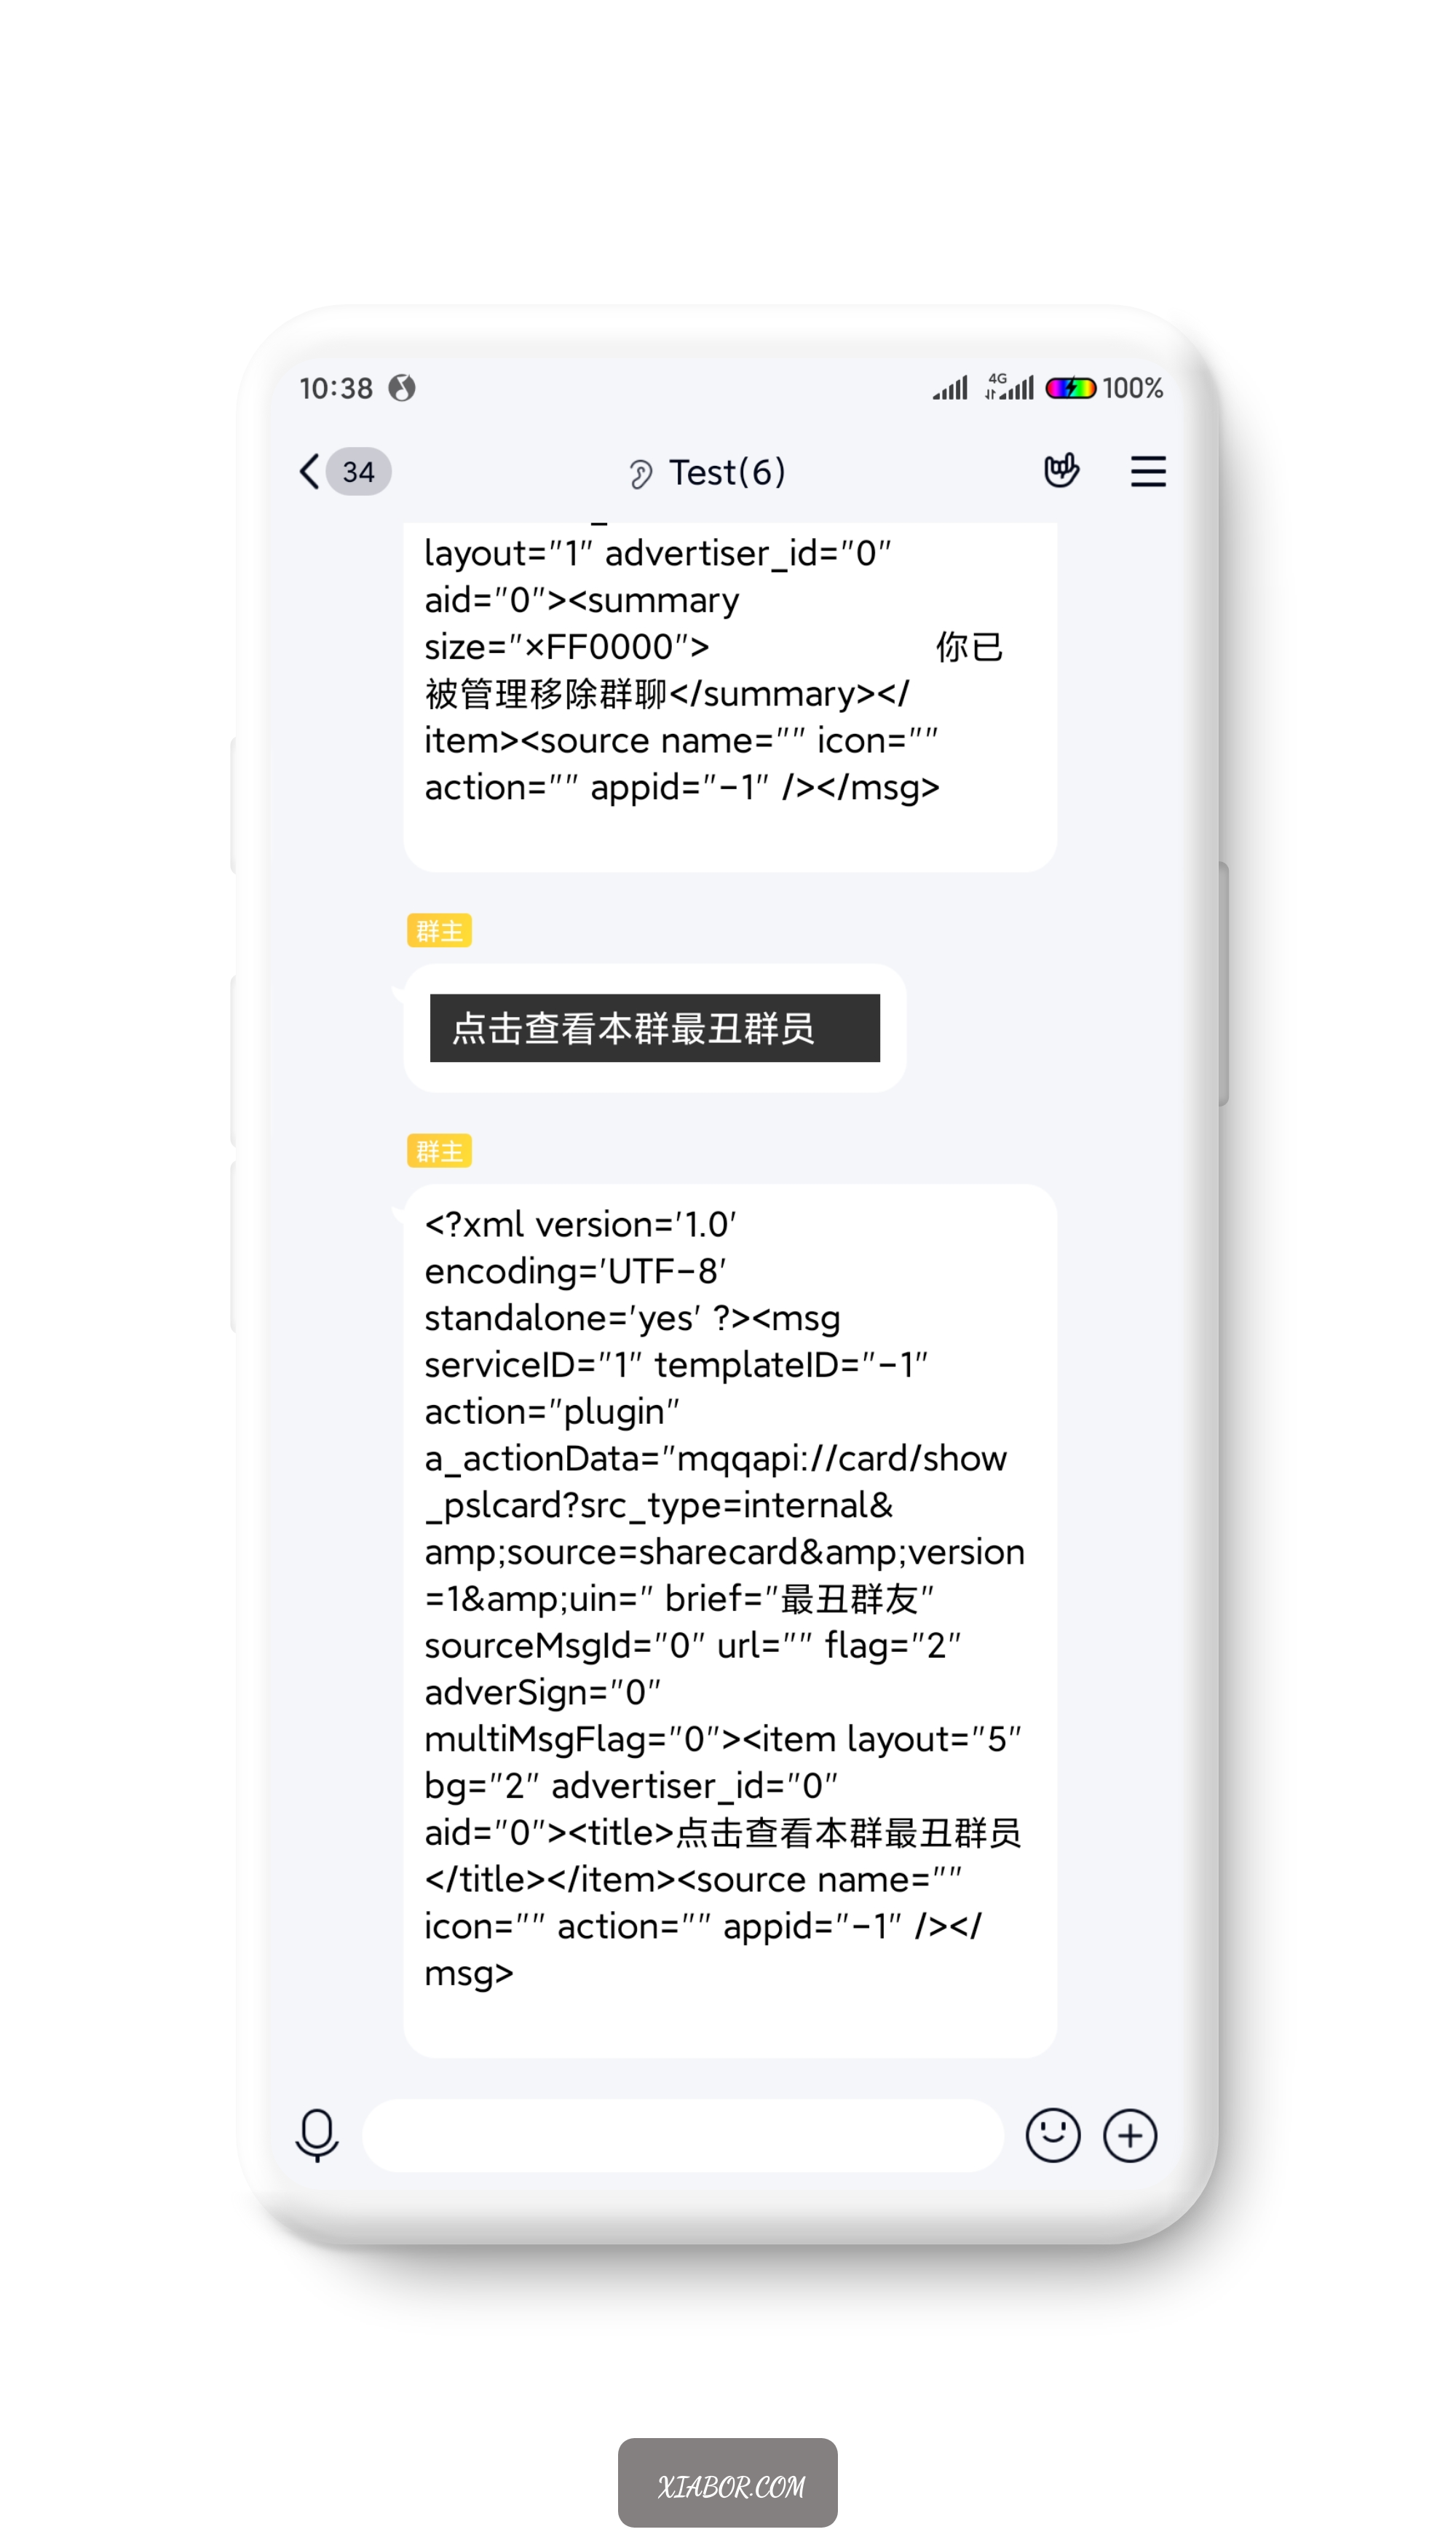 10:38
4G
100%
34
Test(6)
layout="1" advertiser_id="0"
aid="0"><summary
size="×FF0000"> 你已
被管理移除群聊</summary></
item><source name="" icon=""
action="" appid="-1" /></msg>
群主
点击查看本群最丑群员
群主
<?xml version='1.0'
encoding='UTF-8'
standalone='yes' ?><msg
serviceID="1" templateID="-1"
action="plugin"
a_actionData="mqqapi://card/show
_pslcard?src_type=internal&
amp;source=sharecard&amp;version
=1&amp;uin=" brief="最丑群友"
sourceMsgId="0" url="" flag="2"
adverSign="0"
multiMsgFlag="0"><item layout="5"
bg="2" advertiser_id="0"
aid="0"><title>点击查看本群最丑群员
</title></item><source name=""
icon="" action="" appid="-1" /></
msg>
XIABOR.COM